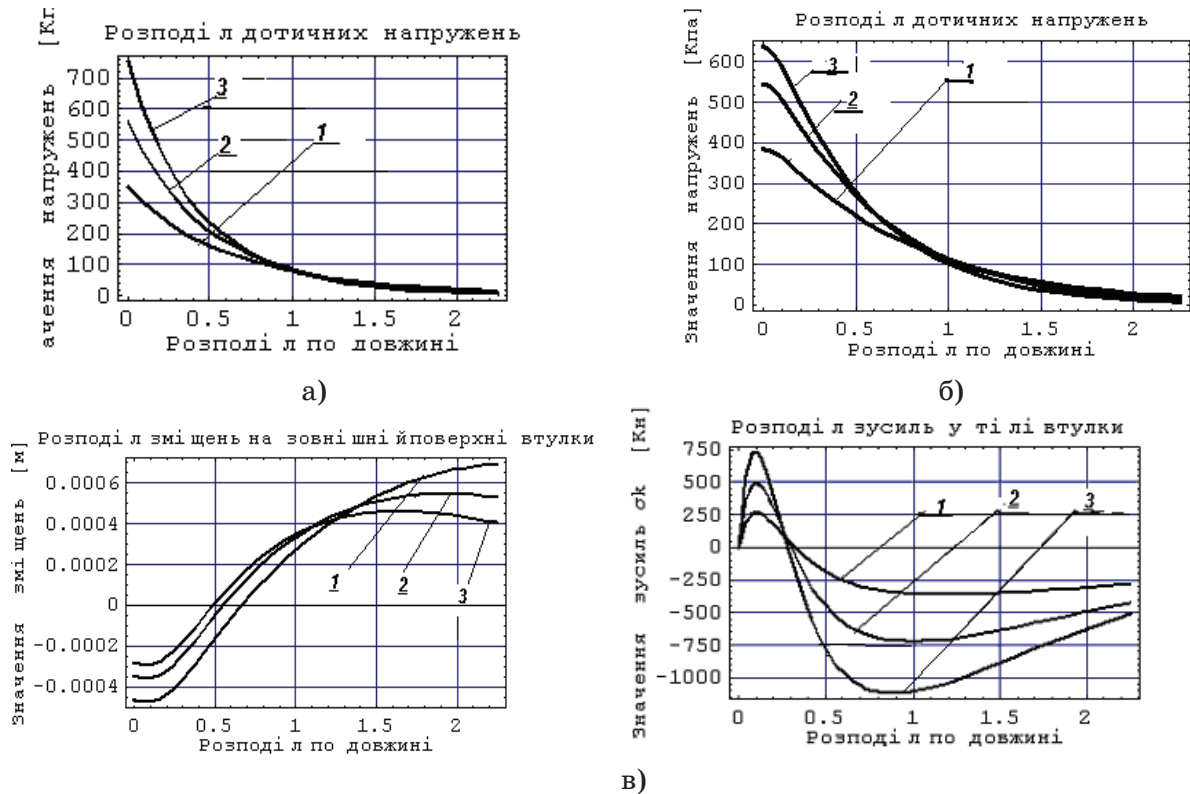 Розподіл дотичних напружень
ачення напружень [Кп
700
600
500
400
300
200
100
0
3
2
1
0 0.5 1 1.5 2
Розподіл по довжині
а)
Розподіл дотичних напружень
Значення напружень [Кпа]
600
500
400
300
200
100
0
3
2
1
0 0.5 1 1.5 2
Розподіл по довжині
б)
Розподіл зміщень на зовнішній поверхні втулки
Значення зміщень [м]
0.0006
0.0004
0.0002
0
-0.0002
-0.0004
1 2 3
0 0.5 1 1.5 2
Розподіл по довжині
Розподіл зусиль у тілі втулки
Значення зусиль σk [Кн]
750
500
250
0
-250
-500
-750
-1000
1 2 3
0 0.5 1 1.5 2
Розподіл по довжині
в)